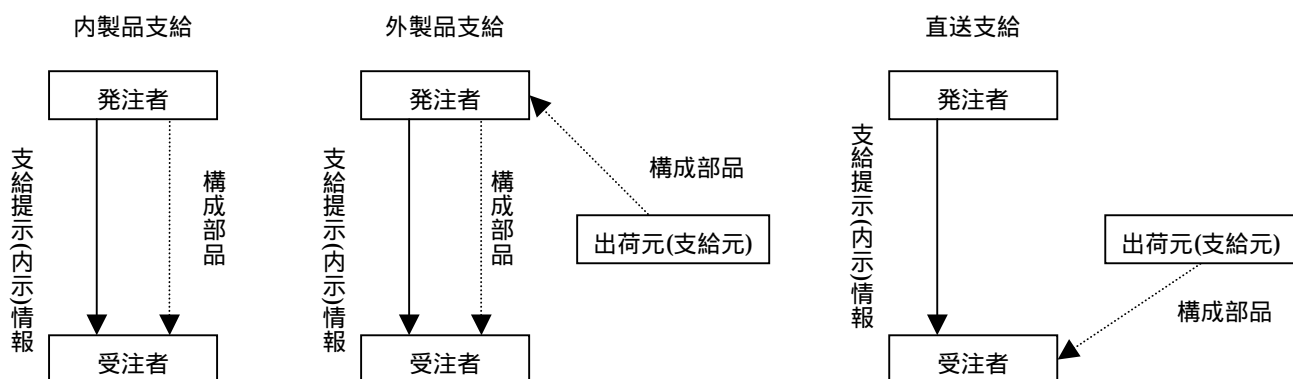 内製品支給
発注者
支給提示(内示)情報
構成部品
受注者
外製品支給
発注者
支給提示(内示)情報
構成部品
構成部品
出荷元(支給元)
受注者
直送支給
発注者
支給提示(内示)情報
出荷元(支給元)
構成部品
受注者